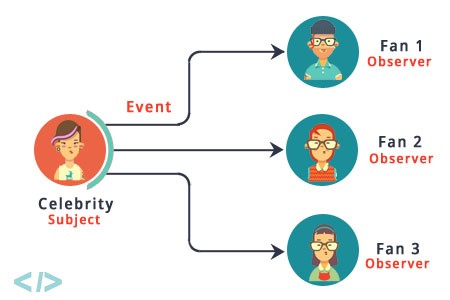 Fan 1
Observer
Event
Fan 2
Observer
Celebrity
Subject
Fan 3
Observer
</>